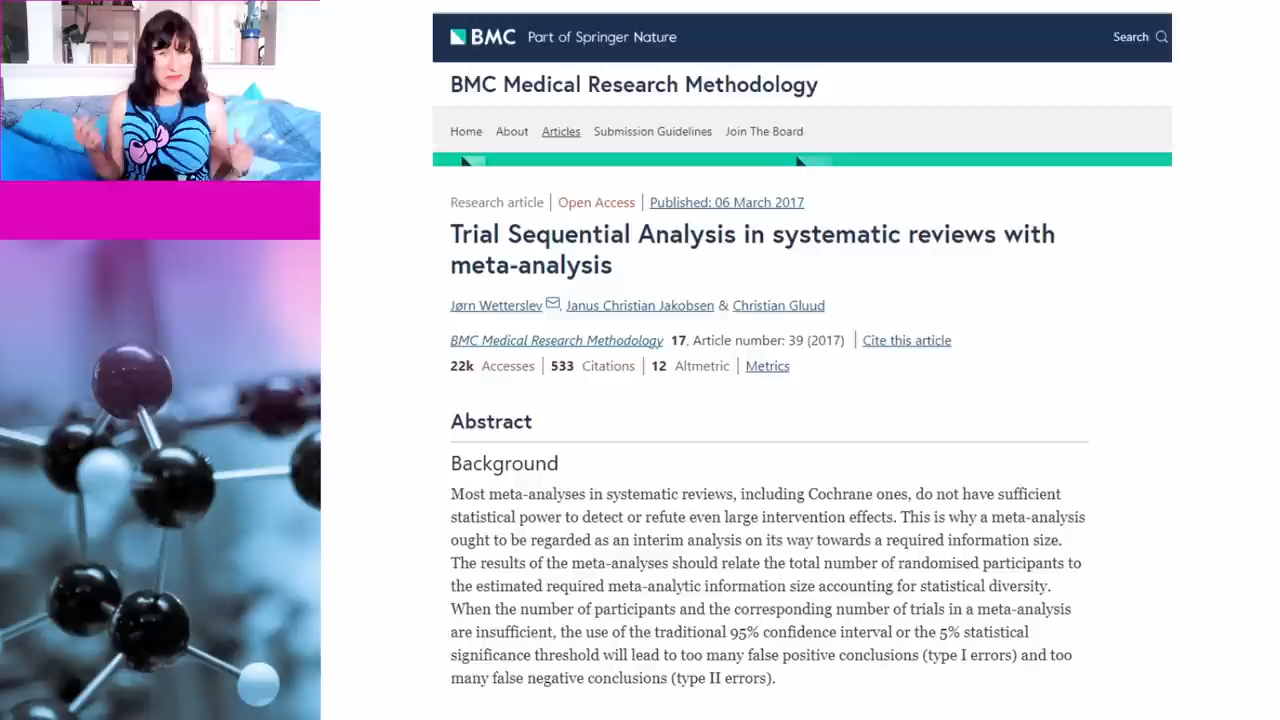 BMC Part of Springer Nature
Search
BMC Medical Research Methodology
Home About Articles Submission Guidelines Join The Board
Research article Open Access Published: 06 March 2017
Trial Sequential Analysis in systematic reviews with
meta-analysis
Jørn Wetterslev, Janus Christian Jakobsen & Christian Gluud
BMC Medical Research Methodology 17, Article number: 39 (2017) Cite this article
22k Accesses 533 Citations 12 Altmetric Metrics
Abstract
Background
Most meta-analyses in systematic reviews, including Cochrane ones, do not have sufficient
statistical power to detect or refute even large intervention effects. This is why a meta-analysis
ought to be regarded as an interim analysis on its way towards a required information size.
The results of the meta-analyses should relate the total number of randomised participants to
the estimated required meta-analytic information size accounting for statistical diversity.
When the number of participants and the corresponding number of trials in a meta-analysis
are insufficient, the use of the traditional 95% confidence interval or the 5% statistical
significance threshold will lead to too many false positive conclusions (type I errors) and too
many false negative conclusions (type II errors).